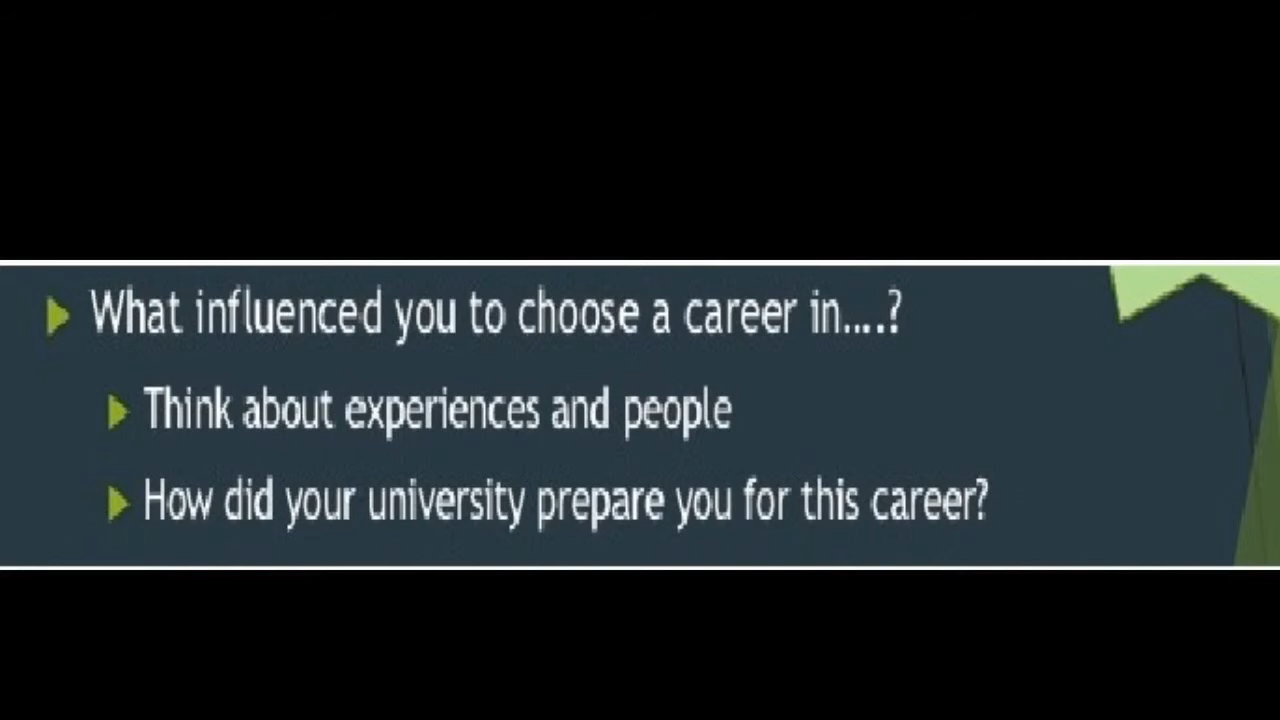 What influenced you to choose a career in....?
Think about experiences and people
How did your university prepare you for this career?